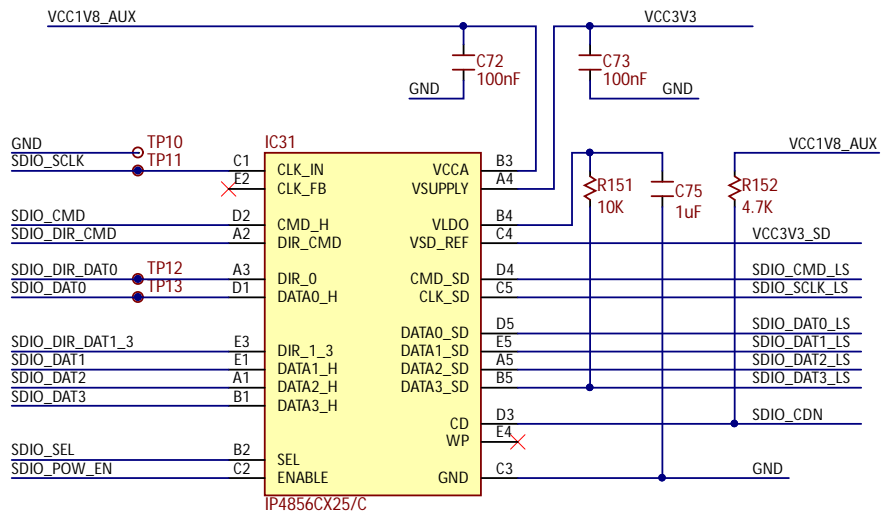 VCC1V8_AUX
VCC3V3
C72
100nF
GND
C73
100nF
GND
GND
TP10
SDIO_SCLK
TP11
IC31
VCC1V8_AUX
C1
CLK_IN
E2
CLK_FB
VCCA
B3
VSUPPLY
A4
R151
10K
C75
1uF
R152
4.7K
SDIO_CMD
D2
CMD_H
SDIO_DIR_CMD
A2
DIR_CMD
VLDO
B4
VSD_REF
C4
VCC3V3_SD
SDIO_DIR_DAT0
TP12
A3
DIR_0
SDIO_DAT0
TP13
D1
DATA0_H
CMD_SD
D4
SDIO_CMD_LS
CLK_SD
C5
SDIO_SCLK_LS
DATA0_SD
D5
SDIO_DAT0_LS
SDIO_DIR_DAT1_3
E3
DIR_1_3
DATA1_SD
E5
SDIO_DAT1_LS
SDIO_DAT1
E1
DATA1_H
DATA2_SD
A5
SDIO_DAT2_LS
SDIO_DAT2
A1
DATA2_H
DATA3_SD
B5
SDIO_DAT3_LS
SDIO_DAT3
B1
DATA3_H
CD
D3
SDIO_CDN
WP
E4
SDIO_SEL
B2
SEL
SDIO_POW_EN
C2
ENABLE
GND
C3
GND
IP4856CX25/C